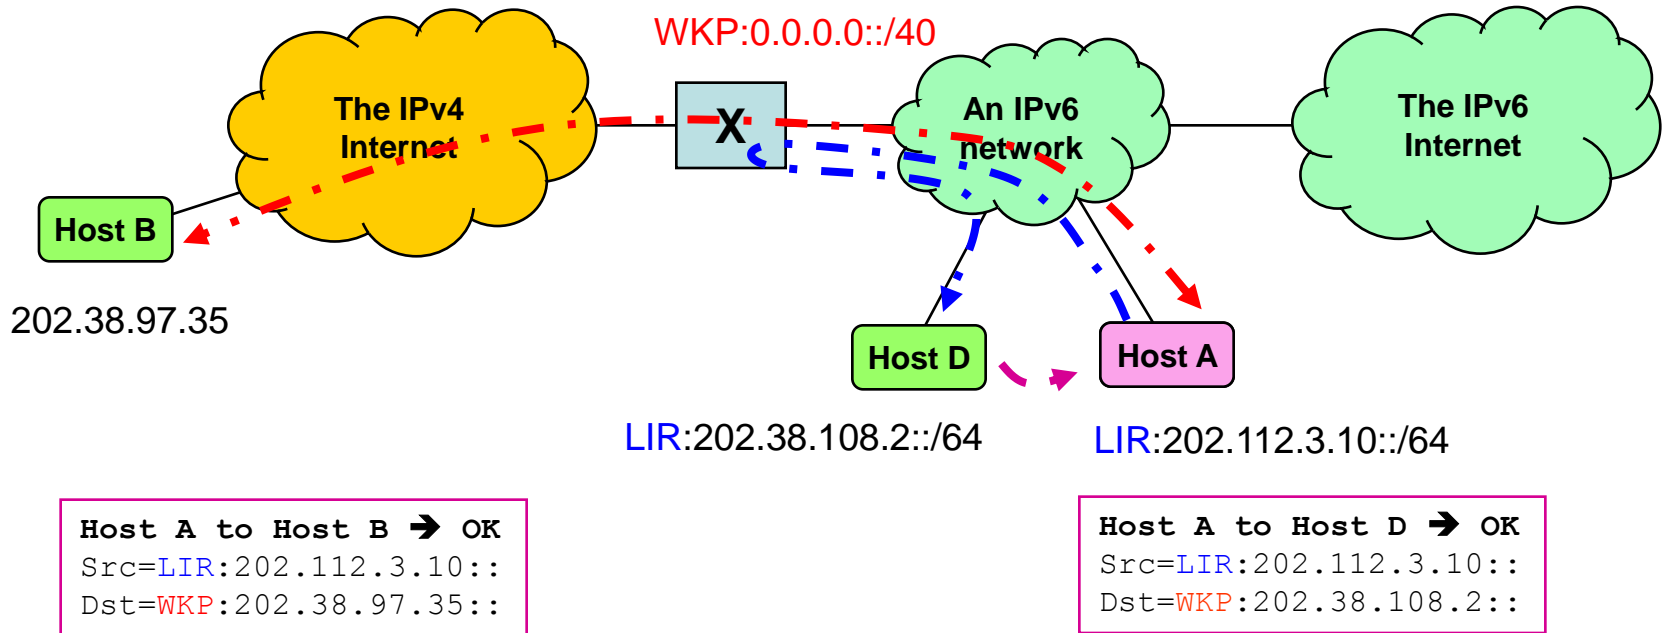 WKP:0.0.0.0::/40
The IPv4
Internet
X
An IPv6
network
The IPv6
Internet
Host B
202.38.97.35
Host D
Host A
LIR:202.38.108.2::/64
LIR:202.112.3.10::/64
Host A to Host B 🡺 OK
Src=LIR:202.112.3.10::
Dst=WKP:202.38.97.35::
Host A to Host D 🡺 OK
Src=LIR:202.112.3.10::
Dst=WKP:202.38.108.2::